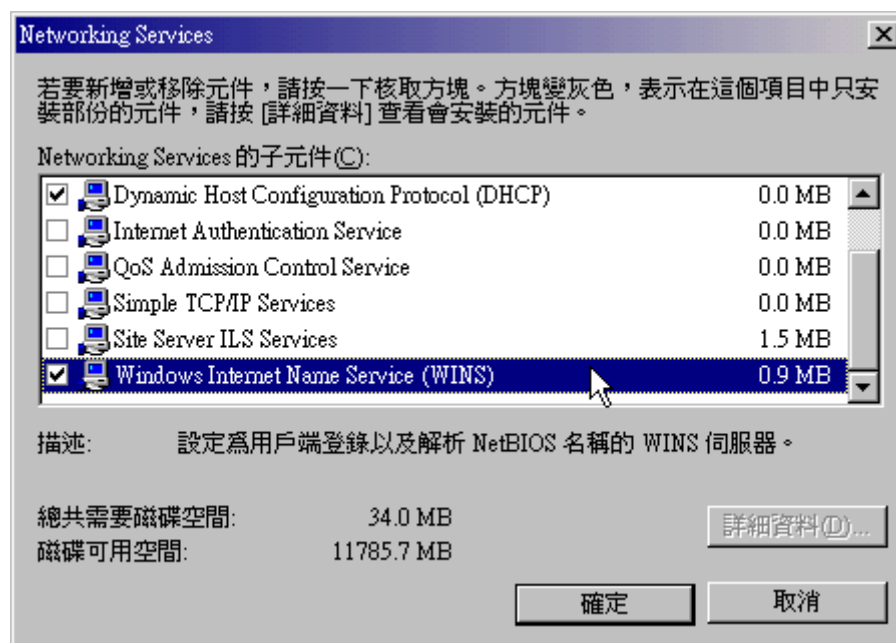 Networking Services
若要新增或移除元件，請按一下核取方塊。方塊變灰色，表示在這個項目中只安
裝部份的元件，請按 [詳細資料] 查看會安裝的元件。
Networking Services 的子元件(C):
Dynamic Host Configuration Protocol (DHCP) 0.0 MB
Internet Authentication Service 0.0 MB
QoS Admission Control Service 0.0 MB
Simple TCP/IP Services 0.0 MB
Site Server ILS Services 1.5 MB
Windows Internet Name Service (WINS) 0.9 MB
描述: 設定爲用戶端登錄以及解析 NetBIOS 名稱的 WINS 伺服器。
總共需要磁碟空間: 34.0 MB
磁碟可用空間: 11785.7 MB
詳細資料(D)...
確定 取消